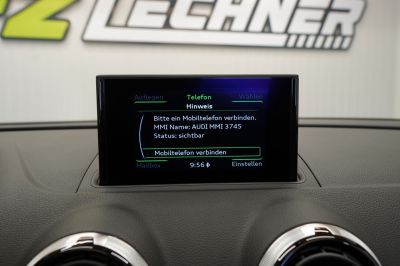 LECHNER
Auflegen Telefon Wählen
Hinweis
Bitte ein Mobiltelefon verbinden.
MMI Name: AUDI MMI 3745
Status: sichtbar
Mobiltelefon verbinden
Mailbox 9:56 Einstellen